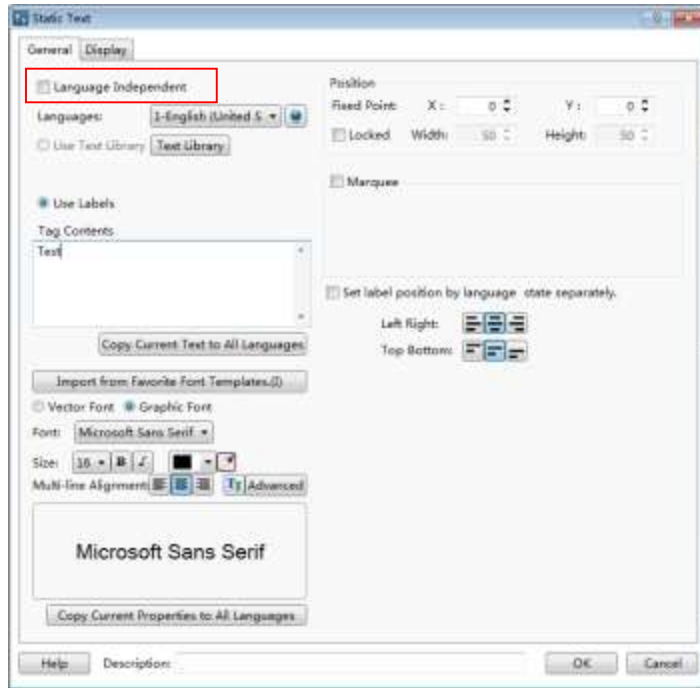 Static Text
General Display
Language Independent
Languages: 1-English (United S
Use Text Library Text Library
Use Labels
Tag Contents
Text
Copy Current Text to All Languages
Import from Favorite Font Templates.(I)
Vector Font Graphic Font
Font: Microsoft Sans Serif
Size: 16 B I
Multi-line Alignment Advanced
Microsoft Sans Serif
Copy Current Properties to All Languages
Position
Fixed Point: X: 0 Y: 0
Locked Width: 50 Height: 50
Marquee
Set label position by language state separately.
Left Right:
Top Bottom:
Help Description: OK Cancel